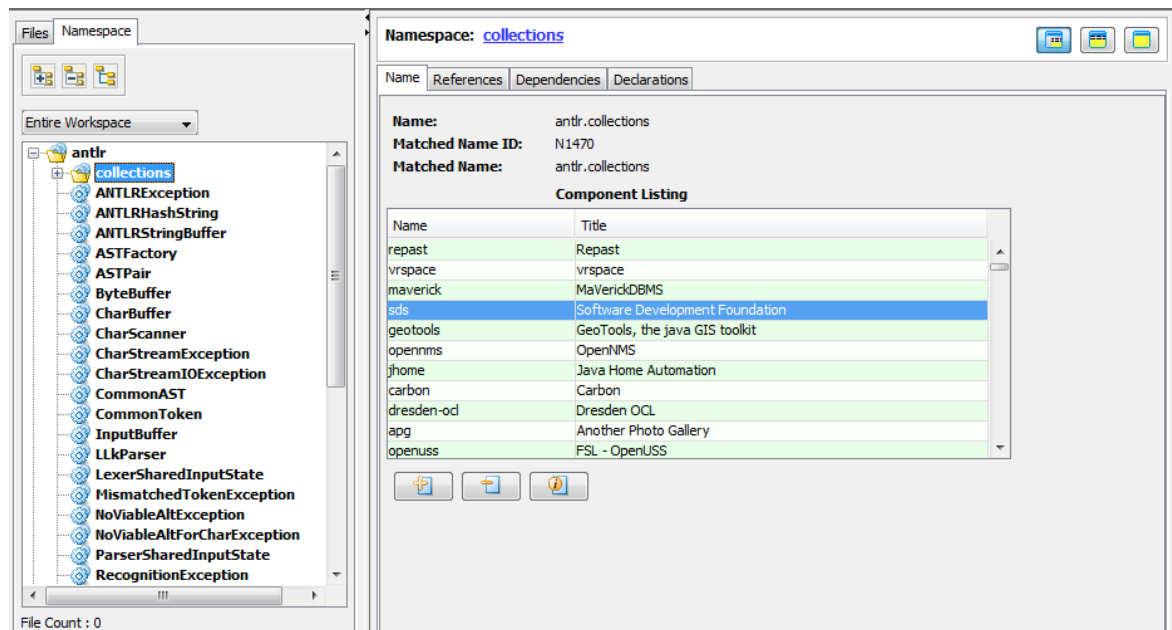 Files Namespace
Entire Workspace
antlr
collections
ANTLRException
ANTLRHashString
ANTLRStringBuffer
ASTFactory
ASTPair
ByteBuffer
CharBuffer
CharScanner
CharStreamException
CharStreamIOException
CommonAST
CommonToken
InputBuffer
LLkParser
LexerSharedInputState
MismatchedTokenException
NoViableAltException
NoViableAltForCharException
ParserSharedInputState
RecognitionException
File Count : 0
Namespace: collections
Name References Dependencies Declarations
Name: antlr.collections
Matched Name ID: N1470
Matched Name: antlr.collections
Component Listing
Name Title
repast Repast
vrspace vrspace
maverick MaVerickDBMS
sds Software Development Foundation
geotools GeoTools, the java GIS toolkit
opennms OpenNMS
jhome Java Home Automation
carbon Carbon
dresden-ocl Dresden OCL
apg Another Photo Gallery
openuss FSL - OpenUSS